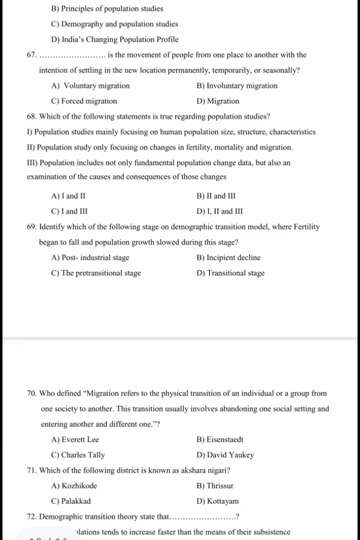 B) Principles of population studies
C) Demography and population studies
D) India's Changing Population Profile
67. ……………………… is the movement of people from one place to another with the
intention of settling in the new location permanently, temporarily, or seasonally?
A) Voluntary migration B) Involuntary migration
C) Forced migration D) Migration
68. Which of the following statements is true regarding population studies?
I) Population studies mainly focusing on human population size, structure, characteristics
II) Population study only focusing on changes in fertility, mortality and migration.
III) Population includes not only fundamental population change data, but also an
examination of the causes and consequences of those changes
A) I and II B) II and III
C) I and III D) I, II and III
69. Identify which of the following stage on demographic transition model, where Fertility
began to fall and population growth slowed during this stage?
A) Post- industrial stage B) Incipient decline
C) The pretransitional stage D) Transitional stage
70. Who defined “Migration refers to the physical transition of an individual or a group from
one society to another. This transition usually involves abandoning one social setting and
entering another and different one.”?
A) Everett Lee B) Eisenstaedt
C) Charles Tally D) David Yaukey
71. Which of the following district is known as akshara nigari?
A) Kozhikode B) Thrissur
C) Palakkad D) Kottayam
72. Demographic transition theory state that……………………..?
ulations tends to increase faster than the means of their subsistence